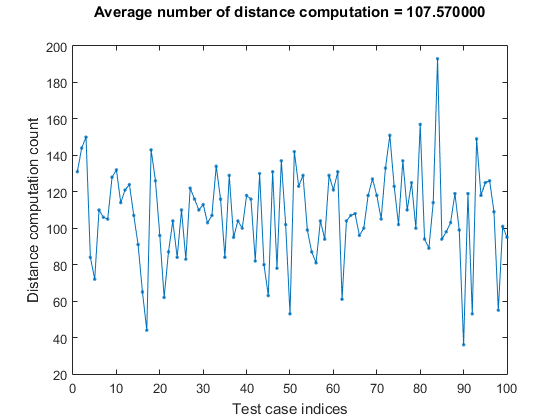 Average number of distance computation = 107.570000
200
180
160
140
120
100
80
60
40
20
Distance computation count
0 10 20 30 40 50 60 70 80 90 100
Test case indices